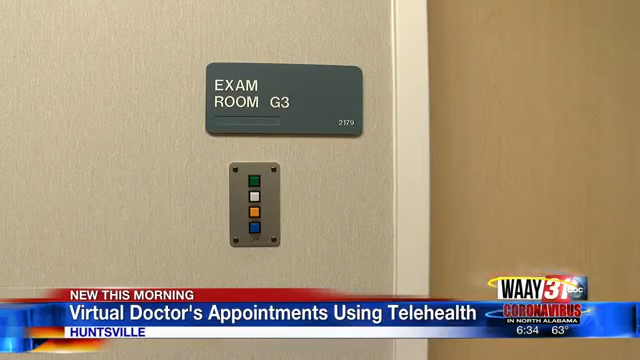 EXAM
ROOM G3
2179
NEW THIS MORNING
Virtual Doctor's Appointments Using Telehealth
HUNTSVILLE
WAAY 31 abc
CORONAVIRUS
IN NORTH ALABAMA
6:34 63°